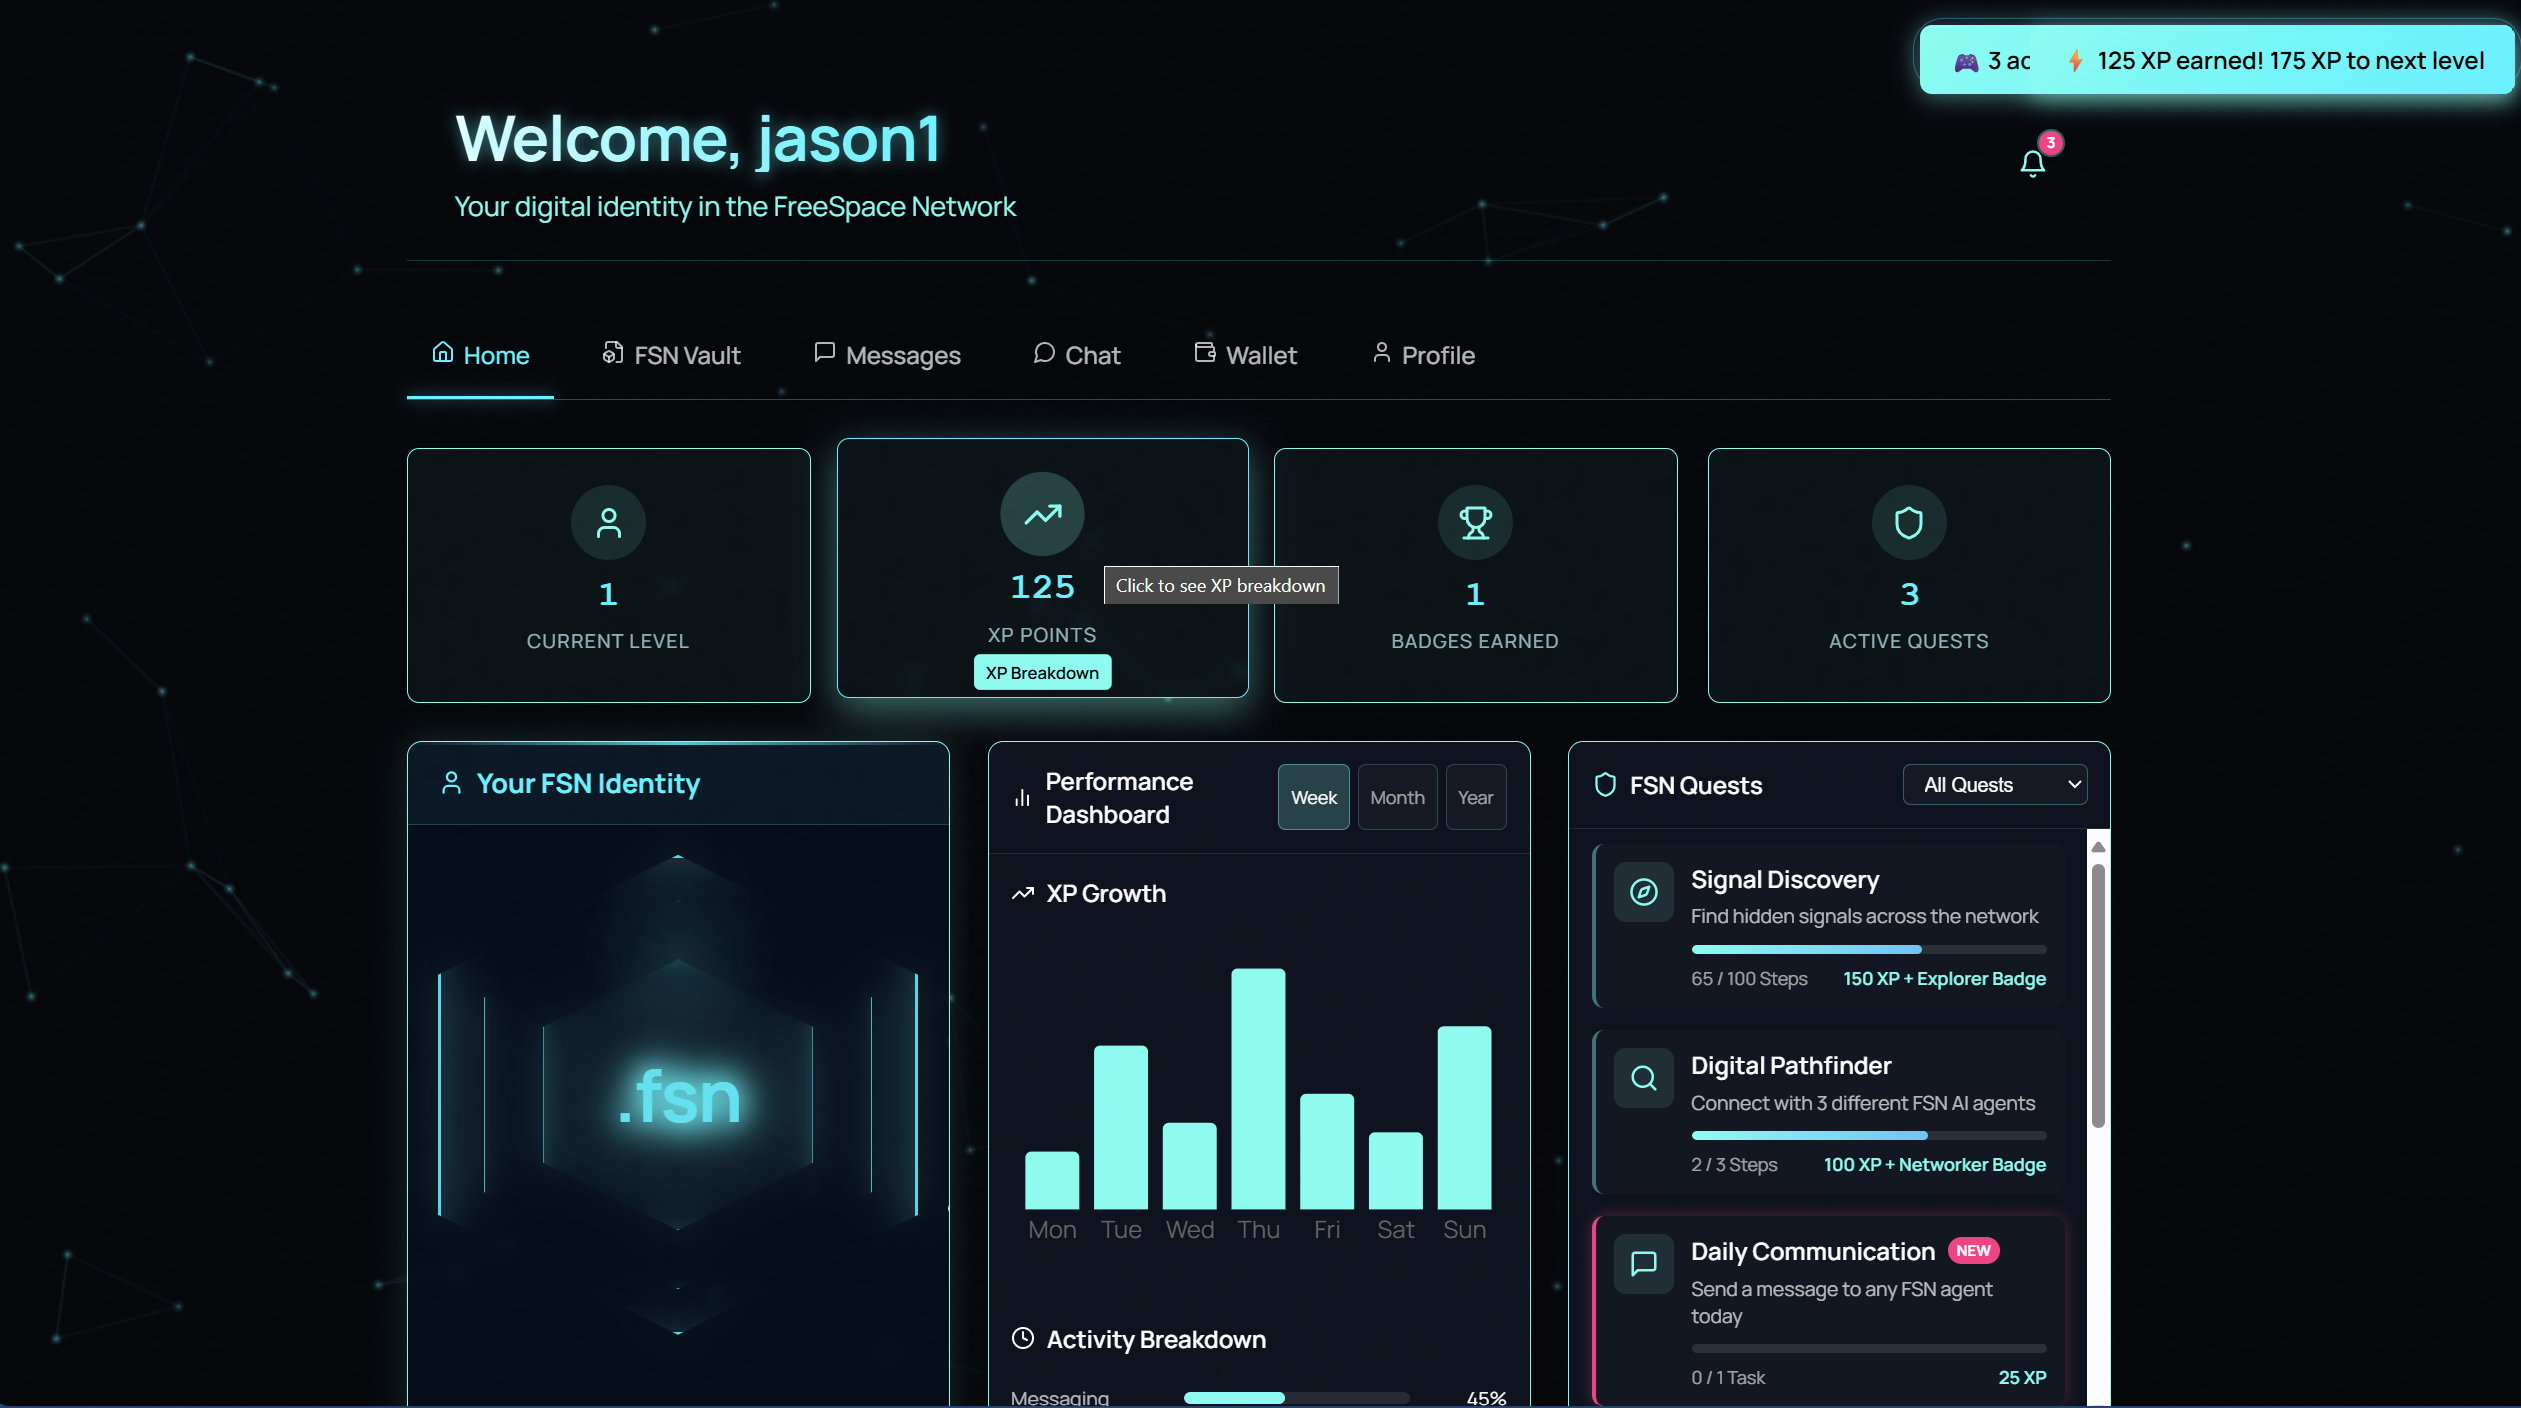 3 ac
125 XP earned! 175 XP to next level
3
Welcome, jason1
Your digital identity in the FreeSpace Network
Home
FSN Vault
Messages
Chat
Wallet
Profile
1
CURRENT LEVEL
125
XP POINTS
XP Breakdown
Click to see XP breakdown
1
BADGES EARNED
3
ACTIVE QUESTS
Your FSN Identity
.fsn
Performance
Dashboard
Week
Month
Year
XP Growth
Mon
Tue
Wed
Thu
Fri
Sat
Sun
Activity Breakdown
Messaging
45%
FSN Quests
All Quests
Signal Discovery
Find hidden signals across the network
65 / 100 Steps
150 XP + Explorer Badge
Digital Pathfinder
Connect with 3 different FSN AI agents
2 / 3 Steps
100 XP + Networker Badge
Daily Communication
NEW
Send a message to any FSN agent
today
0 / 1 Task
25 XP